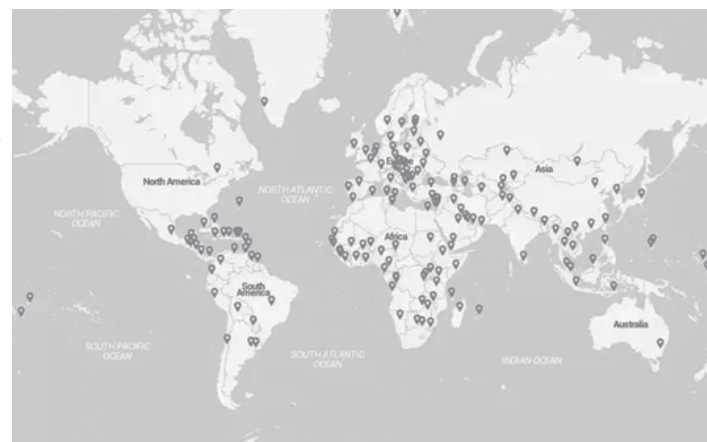 North America
NORTH ATLANTIC
OCEAN
Europe
Asia
NORTH PACIFIC
OCEAN
Africa
South
America
Australia
SOUTH PACIFIC
OCEAN
SOUTH ATLANTIC
OCEAN
INDIAN OCEAN